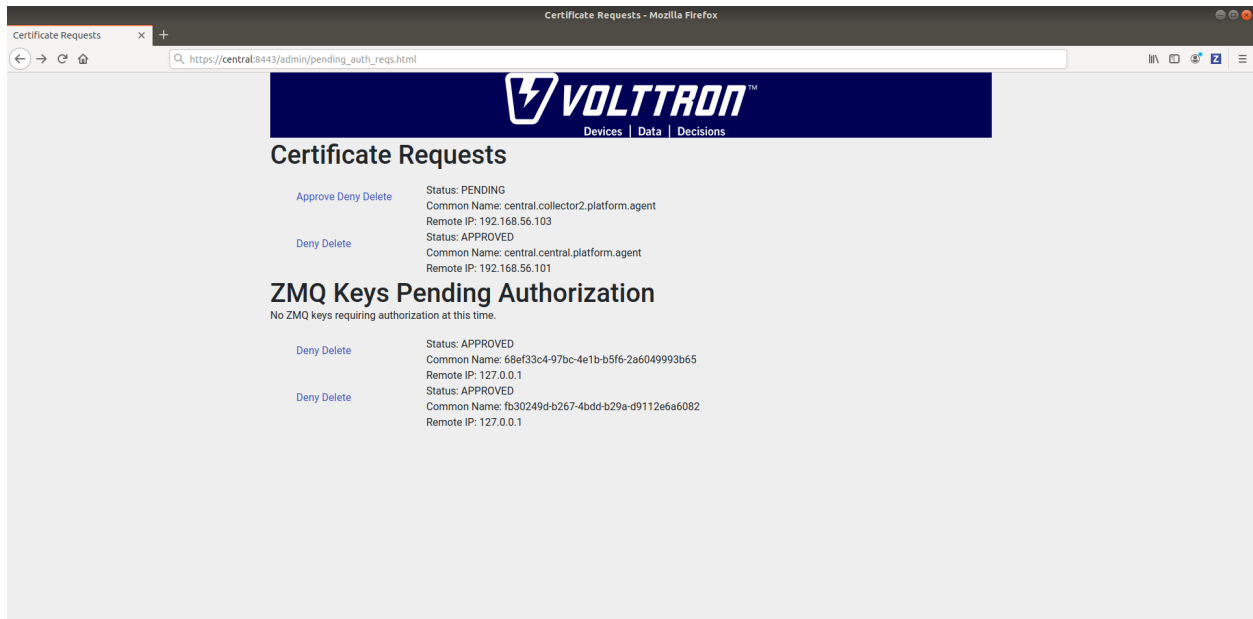 Certificate Requests - Mozilla Firefox
Certificate Requests
https://central:8443/admin/pending_auth_reqs.html
VOLTTRON™
Devices | Data | Decisions
Certificate Requests
Approve Deny Delete
Status: PENDING
Common Name: central.collector2.platform.agent
Remote IP: 192.168.56.103
Deny Delete
Status: APPROVED
Common Name: central.central.platform.agent
Remote IP: 192.168.56.101
ZMQ Keys Pending Authorization
No ZMQ keys requiring authorization at this time.
Deny Delete
Status: APPROVED
Common Name: 68ef33c4-97bc-4e1b-b5f6-2a6049993b65
Remote IP: 127.0.0.1
Deny Delete
Status: APPROVED
Common Name: fb30249d-b267-4bdd-b29a-d9112e6a6082
Remote IP: 127.0.0.1